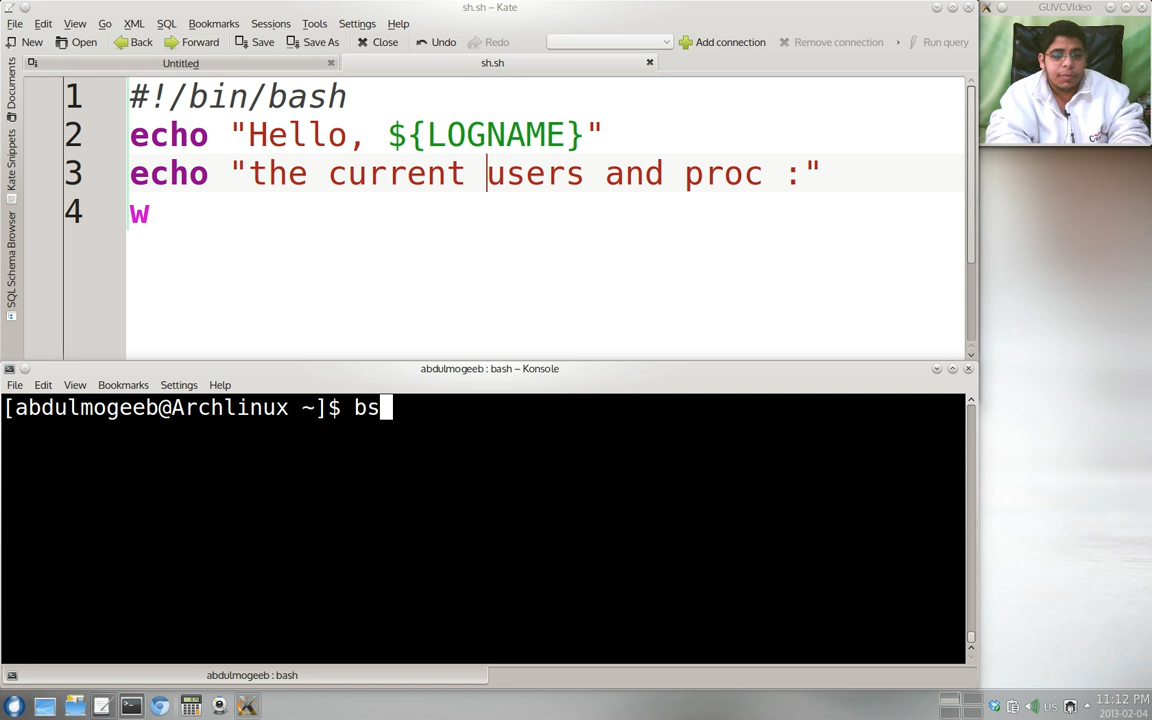 sh.sh – Kate
GUVCVideo
File Edit View Go XML SQL Bookmarks Sessions Tools Settings Help
New Open Back Forward Save Save As Close Undo Redo Add connection Remove connection Run query
Untitled sh.sh
Documents
Kate Snippets
SQL Schema Browser
1 #!/bin/bash
2 echo "Hello, ${LOGNAME}"
3 echo "the current users and proc :"
4 w
abdulmogeeb : bash – Konsole
File Edit View Bookmarks Settings Help
[abdulmogeeb@Archlinux ~]$ bs
abdulmogeeb : bash
US
11:12 PM
2013-02-04